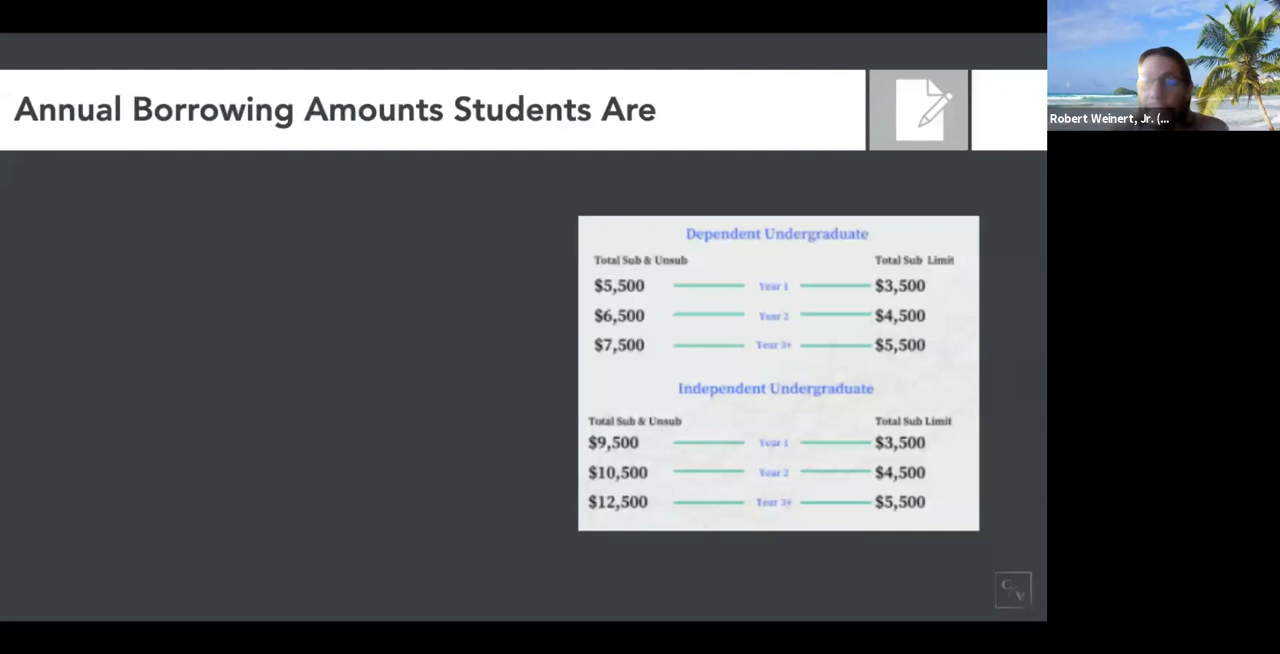 Annual Borrowing Amounts Students Are
Robert Weinert, Jr. (...
Dependent Undergraduate
Total Sub & Unsub Total Sub Limit
$5,500 Year 1 $3,500
$6,500 Year 2 $4,500
$7,500 Year 3+ $5,500
Independent Undergraduate
Total Sub & Unsub Total Sub Limit
$9,500 Year 1 $3,500
$10,500 Year 2 $4,500
$12,500 Year 3+ $5,500
C V